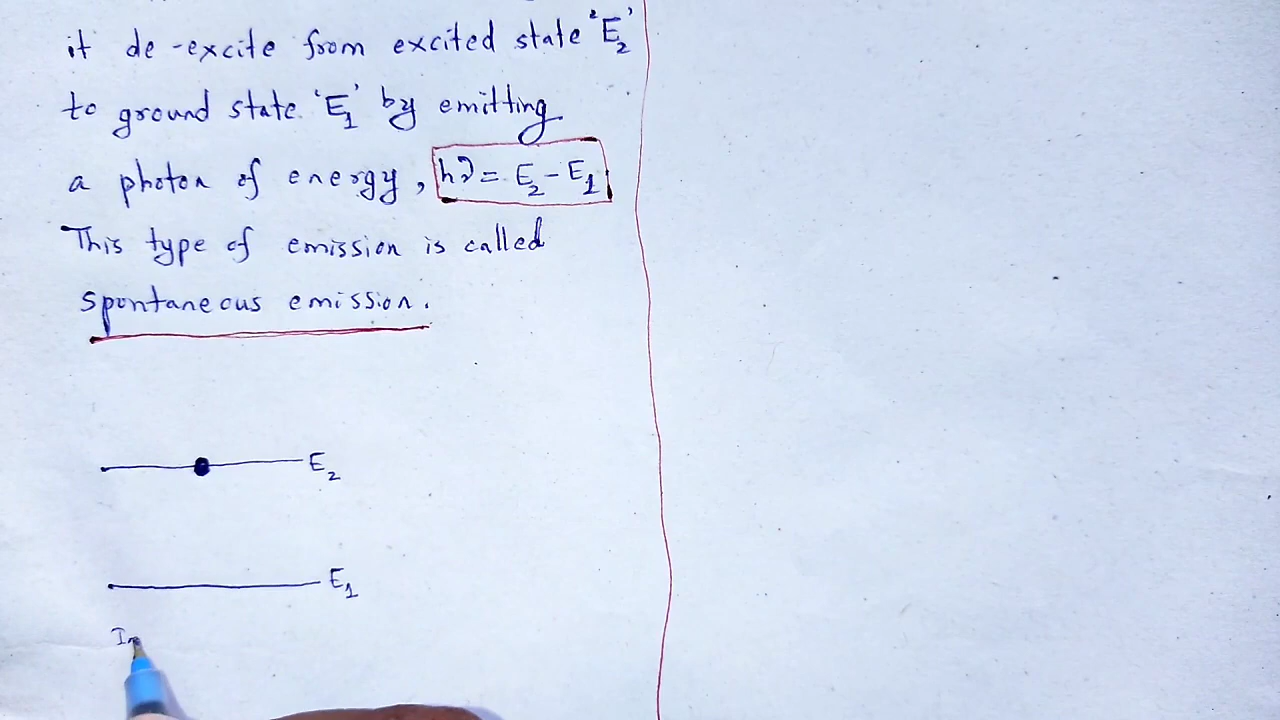 it de-excite from excited state 'E₂'
to ground state. 'E₁' by emitting
a photon of energy, hν = E₂ - E₁
This type of emission is called
spontaneous emission.
E₂
E₁
In